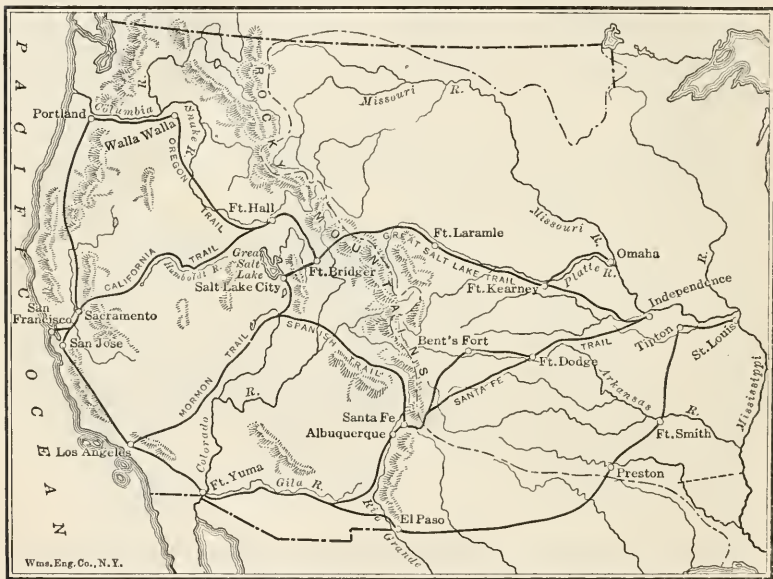 PACIFIC OCEAN
Portland
Columbia R.
Walla Walla
Snake R.
OREGON TRAIL
ROCKY MOUNTAINS
Missouri R.
Ft. Hall
CALIFORNIA TRAIL
Humboldt R.
Great Salt Lake
Salt Lake City
Ft. Bridger
Ft. Laramle
GREAT SALT LAKE TRAIL
Missouri R.
Omaha
Platte R.
Ft. Kearney
Independence
R.
San Francisco
Sacramento
San Jose
MORMON TRAIL
SPANISH TRAIL
Bent's Fort
Ft. Dodge
SANTA FE TRAIL
Tipton
St. Louis
Mississippi
Los Angeles
Colorado R.
Santa Fe
Albuquerque
Arkansas R.
Ft. Smith
Ft. Yuma
Gila R.
Preston
Rio Grande
El Paso
Wms. Eng. Co., N.Y.